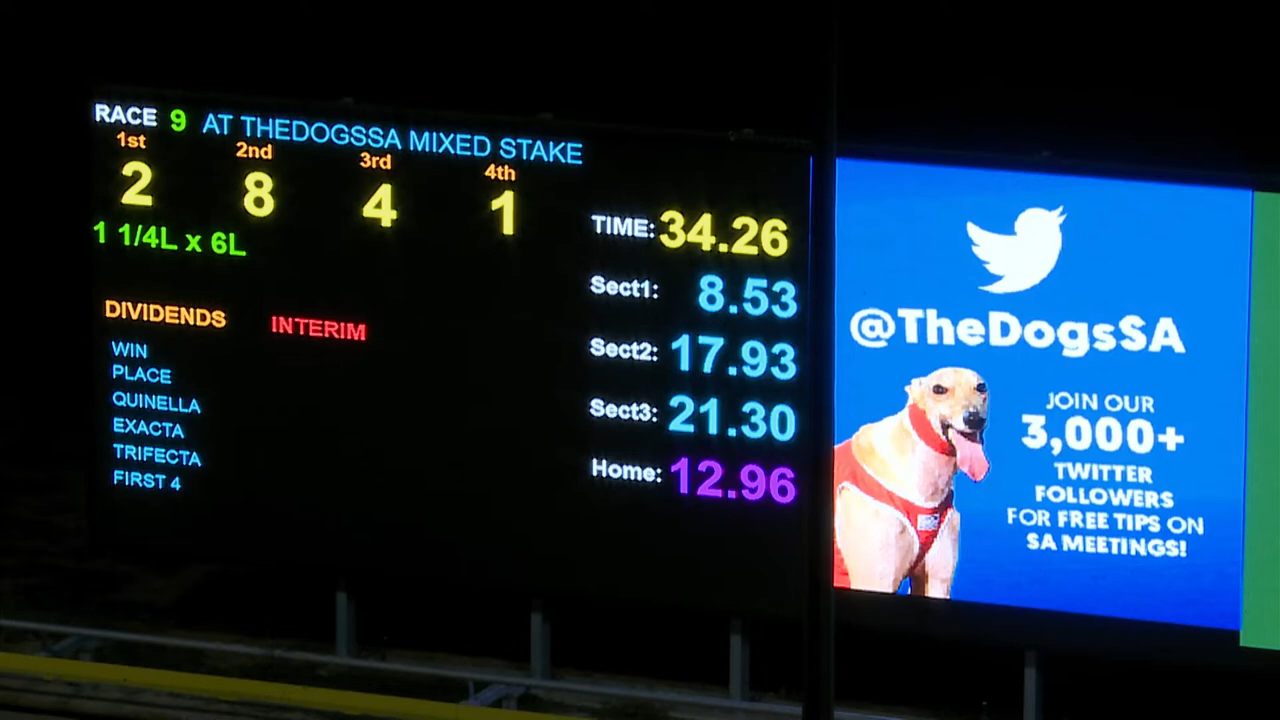 RACE 9 AT THEDOGSSA MIXED STAKE
1st 2nd 3rd 4th
2 8 4 1
1 1/4L x 6L
TIME: 34.26
Sect1: 8.53
Sect2: 17.93
Sect3: 21.30
Home: 12.96
DIVIDENDS INTERIM
WIN
PLACE
QUINELLA
EXACTA
TRIFECTA
FIRST 4
@TheDogsSA
JOIN OUR
3,000+
TWITTER
FOLLOWERS
FOR FREE TIPS ON
SA MEETINGS!